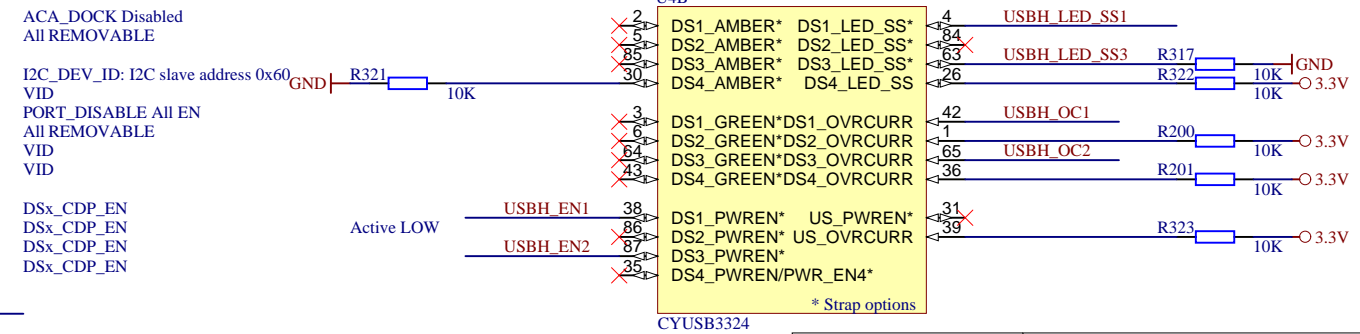 U4B
ACA_DOCK Disabled
All REMOVABLE
I2C_DEV_ID: I2C slave address 0x60
VID
PORT_DISABLE All EN
All REMOVABLE
VID
VID
DSx_CDP_EN
DSx_CDP_EN
DSx_CDP_EN
DSx_CDP_EN
GND
R321
10K
Active LOW
USBH_EN1
USBH_EN2
2 DS1_AMBER* DS1_LED_SS* 4 USBH_LED_SS1
5 DS2_AMBER* DS2_LED_SS* 84
85 DS3_AMBER* DS3_LED_SS* 63 USBH_LED_SS3 R317 10K GND
30 DS4_AMBER* DS4_LED_SS 26 R322 10K 3.3V
3 DS1_GREEN* DS1_OVRCURR 42 USBH_OC1
6 DS2_GREEN* DS2_OVRCURR 1 R200 10K 3.3V
64 DS3_GREEN* DS3_OVRCURR 65 USBH_OC2
43 DS4_GREEN* DS4_OVRCURR 36 R201 10K 3.3V
38 DS1_PWREN* US_PWREN* 31
86 DS2_PWREN* US_OVRCURR 39 R323 10K 3.3V
87 DS3_PWREN*
35 DS4_PWREN/PWR_EN4*
* Strap options
CYUSB3324